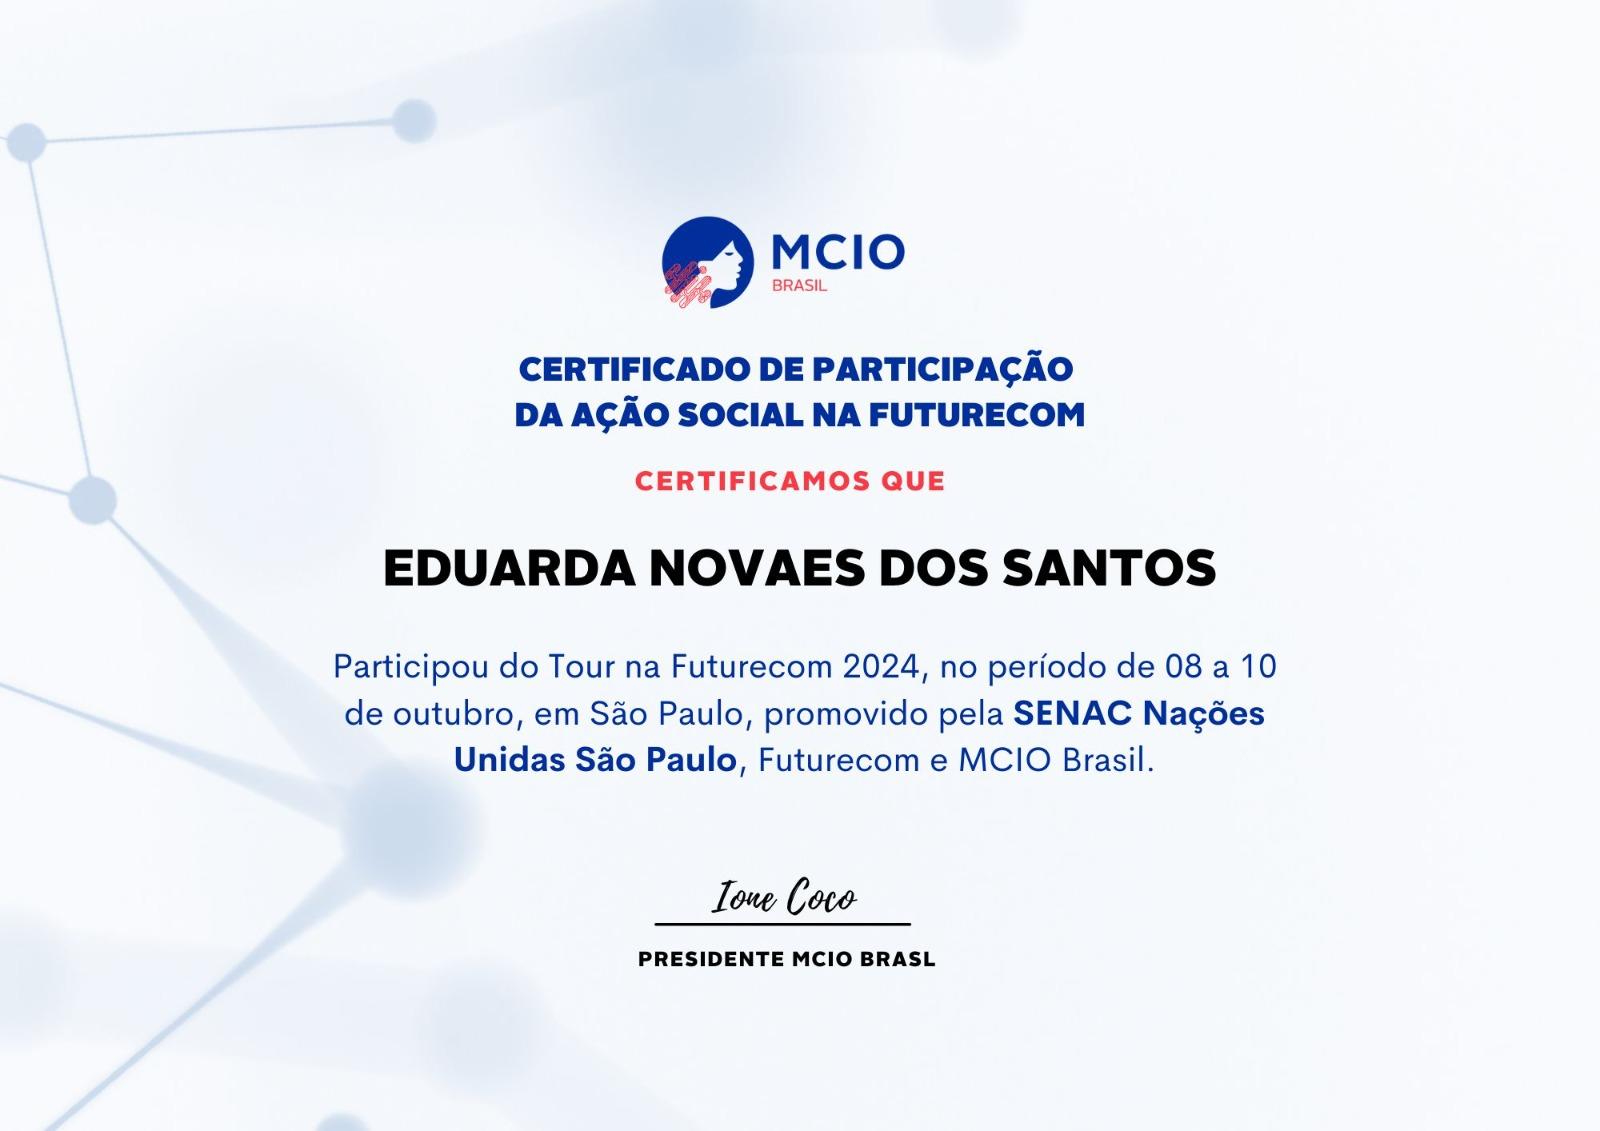 MCIO
BRASIL
CERTIFICADO DE PARTICIPAÇÃO
DA AÇÃO SOCIAL NA FUTURECOM
CERTIFICAMOS QUE
EDUARDA NOVAES DOS SANTOS
Participou do Tour na Futurecom 2024, no período de 08 a 10
de outubro, em São Paulo, promovido pela SENAC Nações
Unidas São Paulo, Futurecom e MCIO Brasil.
Ione Coco
PRESIDENTE MCIO BRASL